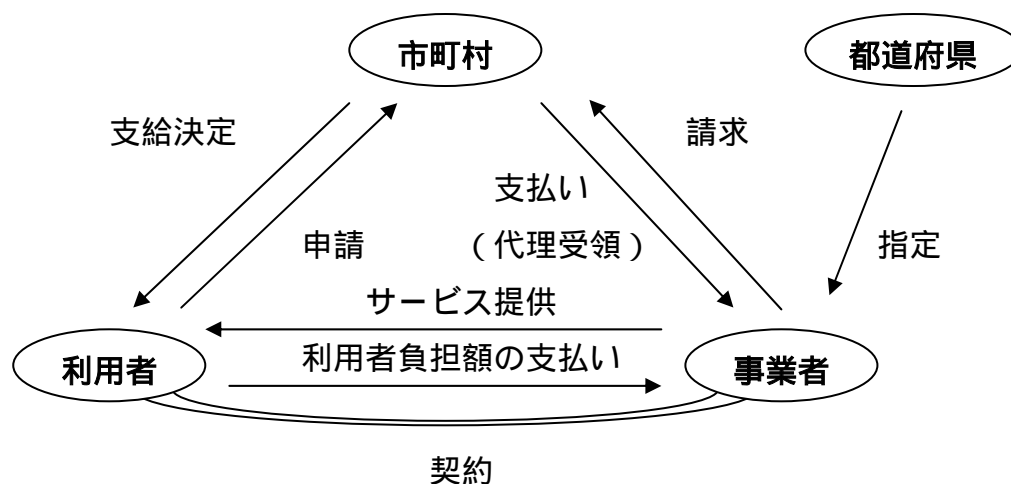 市町村
都道府県
支給決定
請求
支払い
申請
（代理受領）
指定
サービス提供
利用者
利用者負担額の支払い
事業者
契約